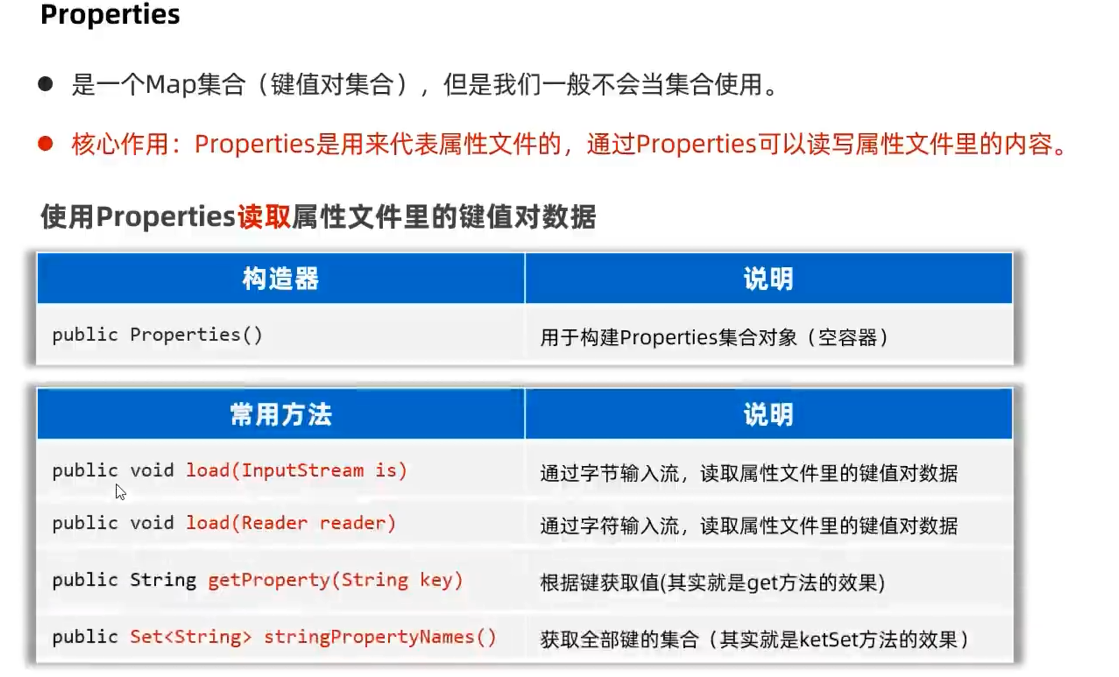 Properties
● 是一个Map集合（键值对集合），但是我们一般不会当集合使用。
● 核心作用：Properties是用来代表属性文件的，通过Properties可以读写属性文件里的内容。
使用Properties读取属性文件里的键值对数据
构造器 说明
public Properties() 用于构建Properties集合对象（空容器）
常用方法 说明
public void load(InputStream is) 通过字节输入流，读取属性文件里的键值对数据
public void load(Reader reader) 通过字符输入流，读取属性文件里的键值对数据
public String getProperty(String key) 根据键获取值(其实就是get方法的效果)
public Set<String> stringPropertyNames() 获取全部键的集合（其实就是ketSet方法的效果）